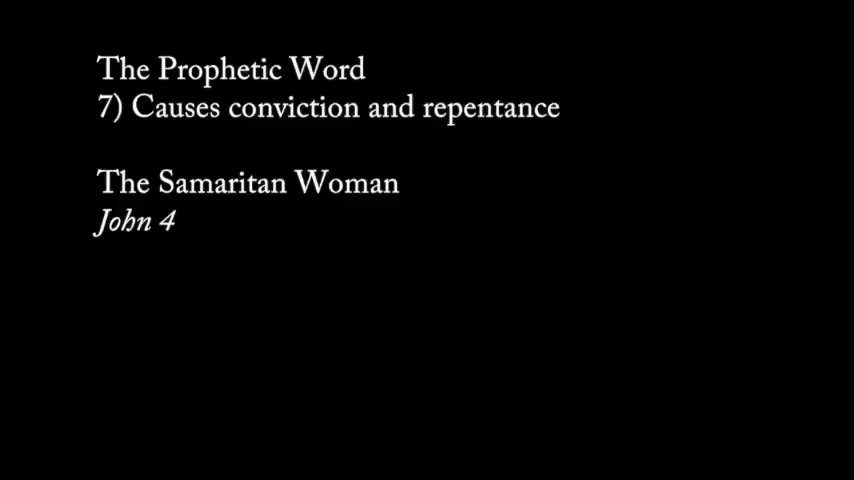 The Prophetic Word
7) Causes conviction and repentance
The Samaritan Woman
John 4